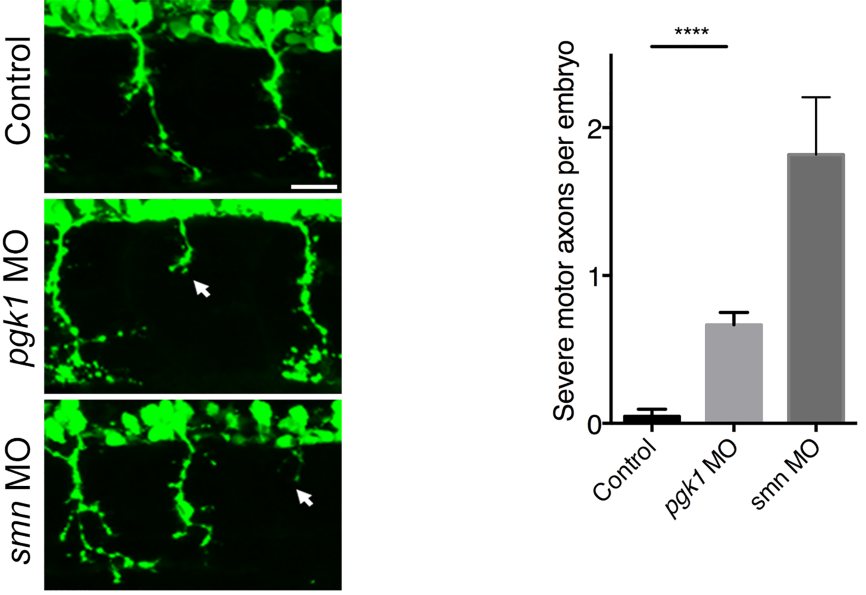 Control
pgk1 MO
smn MO
Severe motor axons per embryo
****
2
1
0
Control
pgk1 MO
smn MO